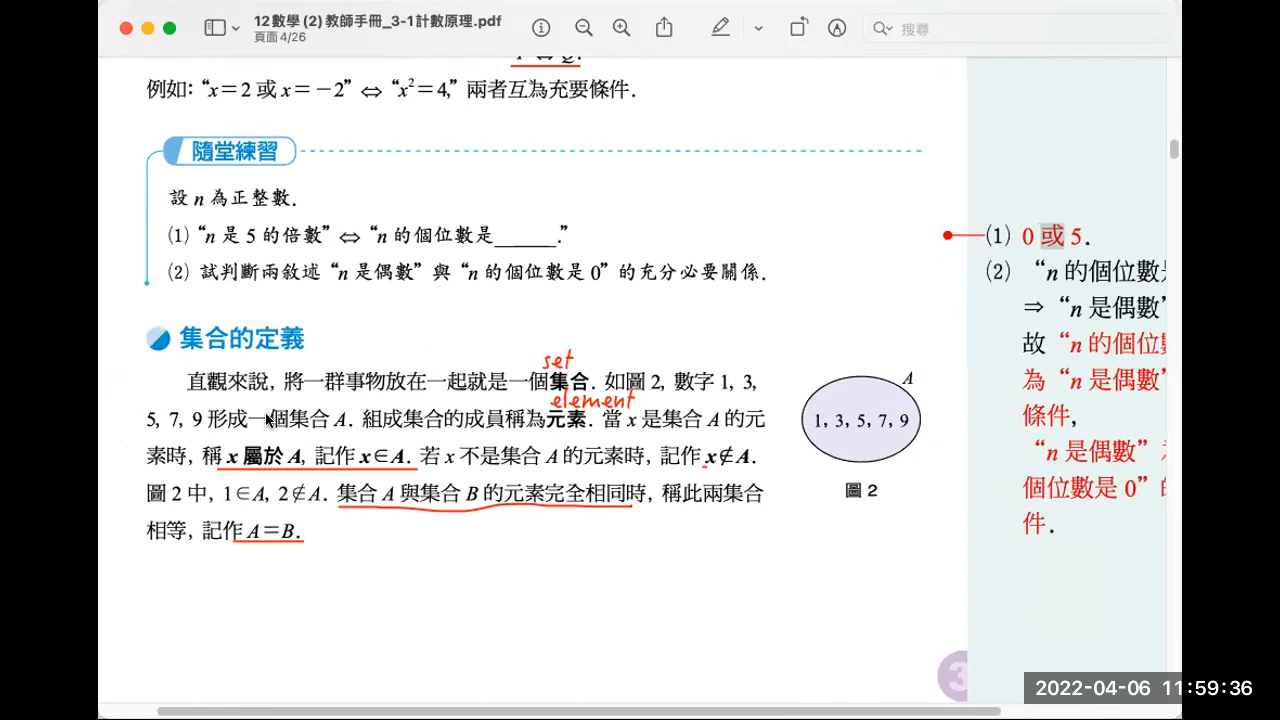 12數學 (2) 教師手冊_3-1計數原理.pdf
頁面 4/26
搜尋
例如：“x＝2 或 x＝－2” ⇔ “x²＝4,” 兩者互為充要條件.
隨堂練習
設 n 為正整數.
(1) “n 是 5 的倍數” ⇔ “n 的個位數是______.”
(2) 試判斷兩敘述 “n 是偶數” 與 “n 的個位數是 0” 的充分必要關係.
集合的定義
set
直觀來說, 將一群事物放在一起就是一個集合. 如圖 2, 數字 1, 3,
element
5, 7, 9 形成一個集合 A. 組成集合的成員稱為元素. 當 x 是集合 A 的元
素時, 稱 x 屬於 A, 記作 x∈A. 若 x 不是集合 A 的元素時, 記作 x∉A.
圖 2 中, 1∈A, 2∉A. 集合 A 與集合 B 的元素完全相同時, 稱此兩集合
相等, 記作 A＝B.
A
1, 3, 5, 7, 9
圖 2
(1) 0 或 5.
(2) “n 的個位數
⇒ “n 是偶數”
故 “n 的個位
為 “n 是偶數”
條件,
“n 是偶數”
個位數是 0”
件.
2022-04-06 11:59:36